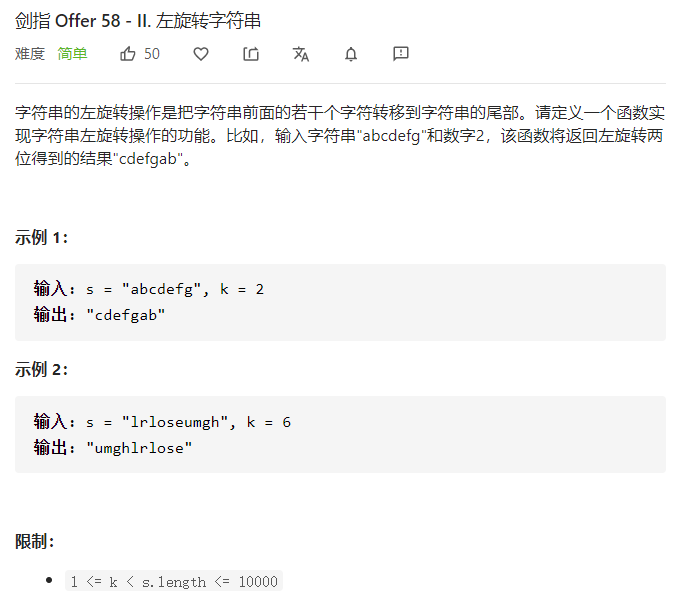 剑指 Offer 58 - II. 左旋转字符串
难度 简单 50
字符串的左旋转操作是把字符串前面的若干个字符转移到字符串的尾部。请定义一个函数实
现字符串左旋转操作的功能。比如，输入字符串"abcdefg"和数字2，该函数将返回左旋转两
位得到的结果"cdefgab"。
示例 1：
输入: s = "abcdefg", k = 2
输出: "cdefgab"
示例 2：
输入: s = "lrloseumgh", k = 6
输出: "umghlrlose"
限制：
1 <= k < s.length <= 10000